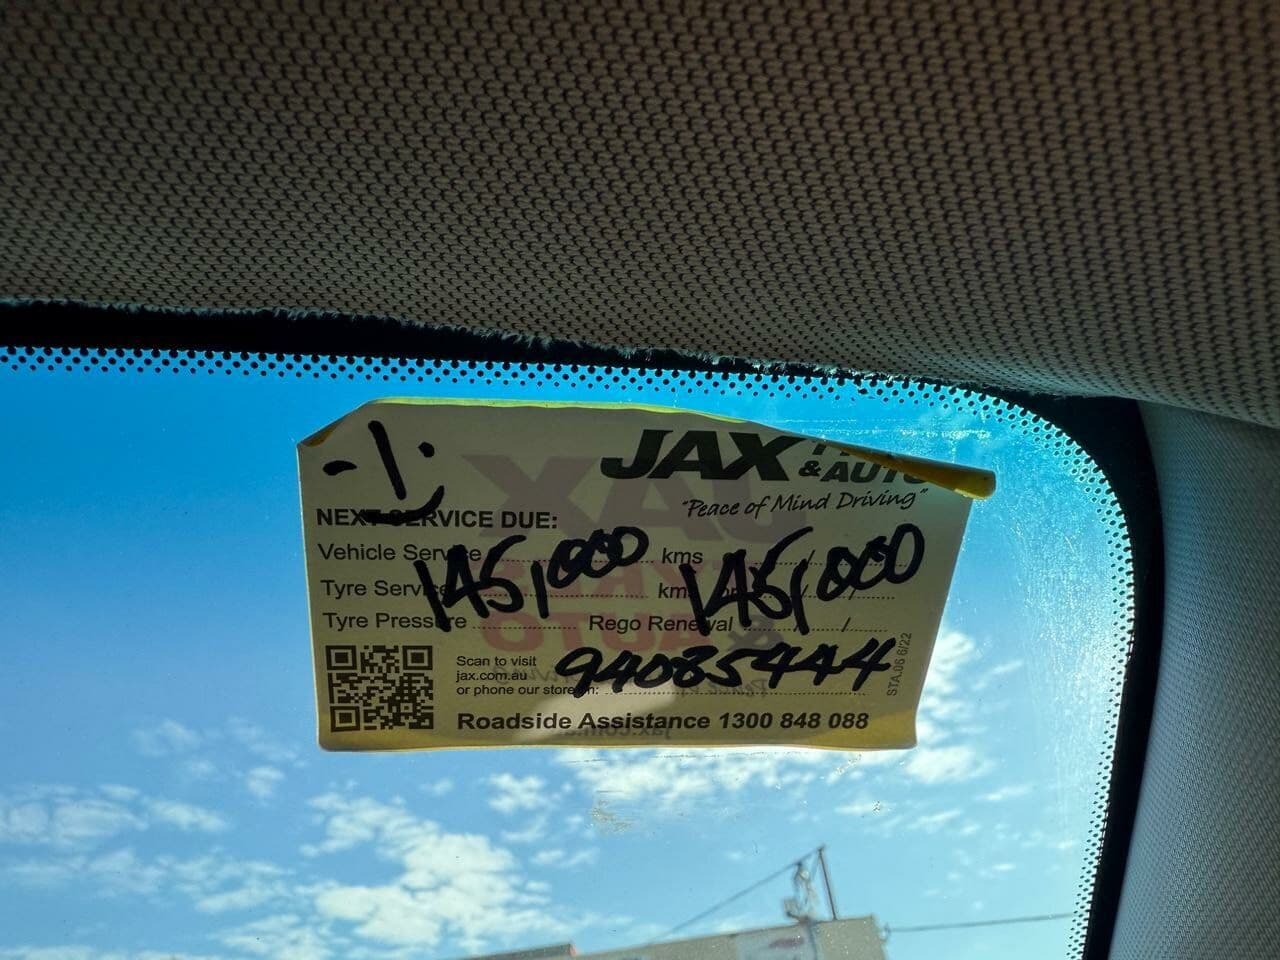 JAX
& AUTO
"Peace of Mind Driving"
NEXT SERVICE DUE:
Vehicle Service 145,000 kms 145,000
Tyre Service kms or / /
Tyre Pressure Rego Renewal / /
Scan to visit
jax.com.au
or phone our store on: 94085444
Roadside Assistance 1300 848 088
STA.06 6/22